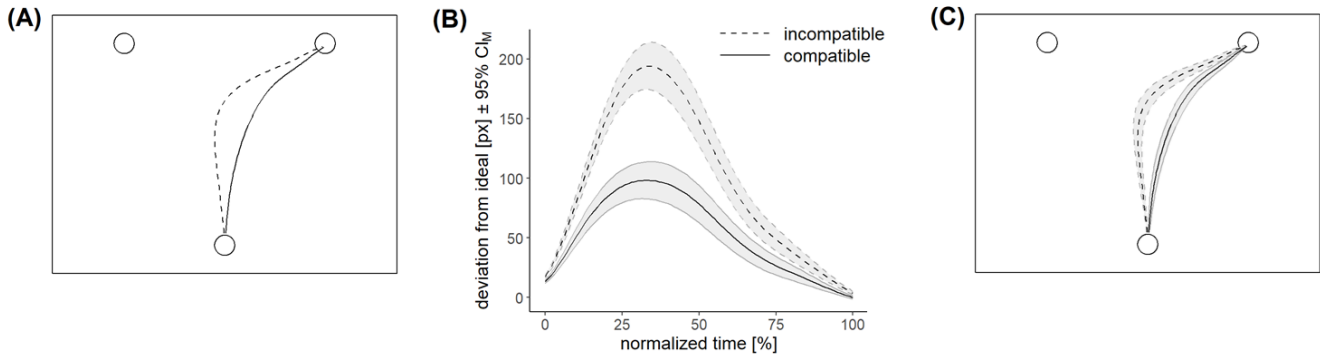 (A)
(B)
deviation from ideal [px] ± 95% CI_M
200
150
100
50
0
incompatible
compatible
0
25
50
75
100
normalized time [%]
(C)